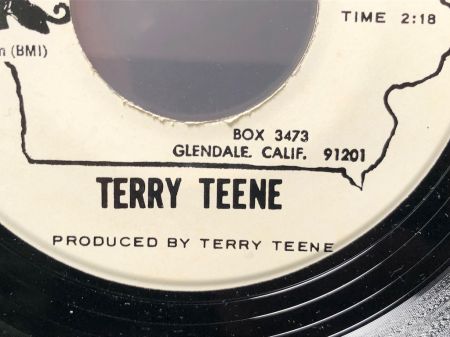 TIME 2:18
(BMI)
BOX 3473
GLENDALE. CALIF. 91201
TERRY TEENE
PRODUCED BY TERRY TEENE